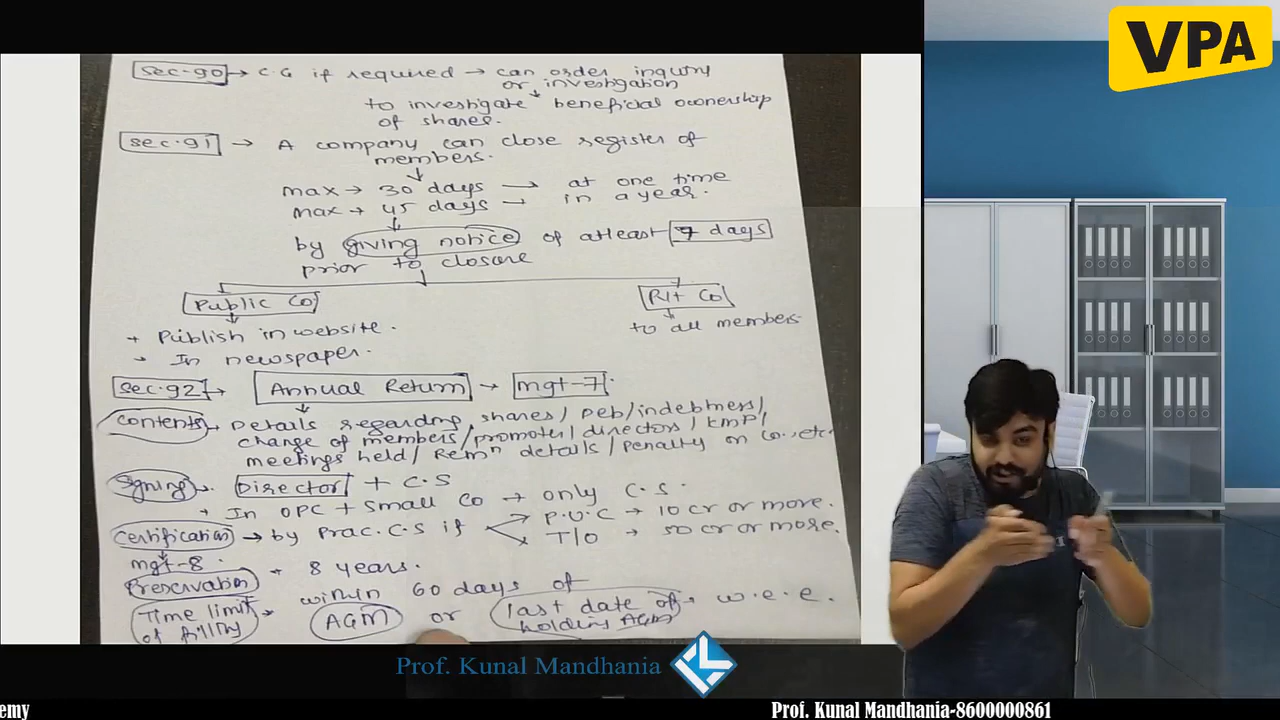 VPA
Sec-90 → C.G if required → can order inquiry
or investigation
to investigate beneficial ownership
of shares.
Sec.91 → A company can close register of
members.
max → 30 days → at one time
max → 45 days → in a year.
by giving notice of atleast 7 days
prior to closure
Public Co
Pvt Co
→ Publish in website.
to all members
→ In newspaper.
Sec.92 → Annual Return → mgt-7.
Contents → Details regarding shares/ Deb/indebtness/
change of members/promoter/directors/kmp/
meetings held/ Remn details/penalty on co., etc
Signing → Director + C.S
→ In OPC + Small Co → only C.S.
Certification → by Prac. C.S if → P.U.C → 10 cr or more.
T/O → 50 cr or more.
mgt-8.
Preservation → 8 years.
Time limit of filling → within 60 days of
AGM or last date of holding AGM → w.e.e.
Prof. Kunal Mandhania
emy
Prof. Kunal Mandhania-8600000861